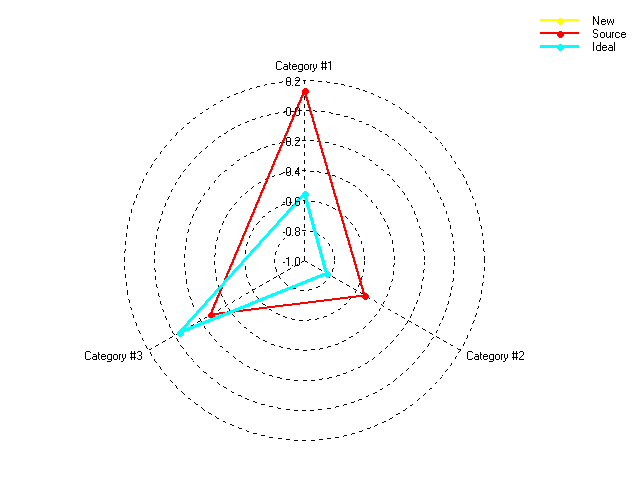 New
Source
Ideal
Category #1
0.2
0.0
-0.2
-0.4
-0.6
-0.8
-1.0
Category #3
Category #2